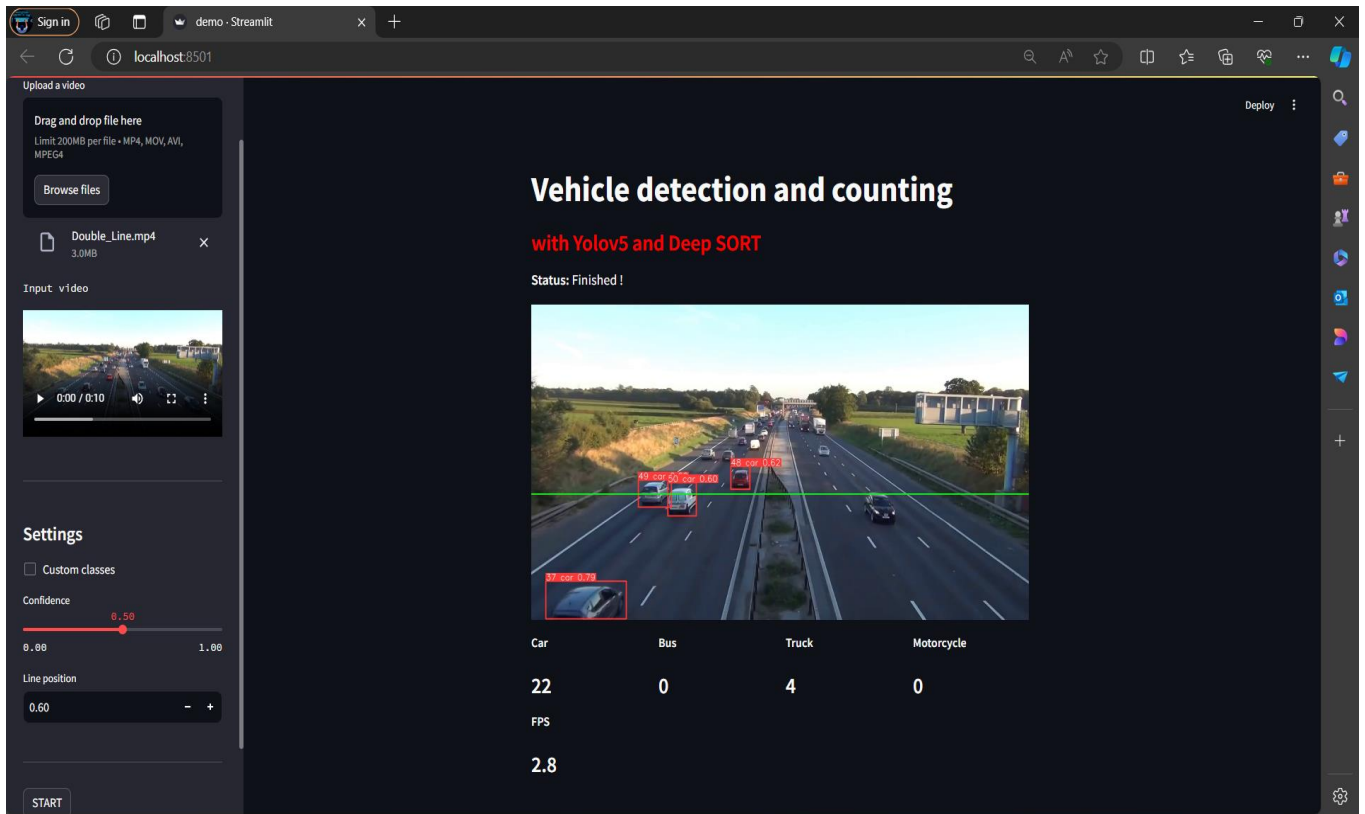 Sign in
demo · Streamlit
localhost:8501
Upload a video
Drag and drop file here
Limit 200MB per file • MP4, MOV, AVI,
MPEG4
Browse files
Double_Line.mp4
3.0MB
Input video
0:00 / 0:10
Settings
Custom classes
Confidence
0.50
0.00 1.00
Line position
0.60
START
Deploy
Vehicle detection and counting
with Yolov5 and Deep SORT
Status: Finished !
48 car 0.62
49 car
50 car 0.60
37 car 0.79
Car Bus Truck Motorcycle
22 0 4 0
FPS
2.8